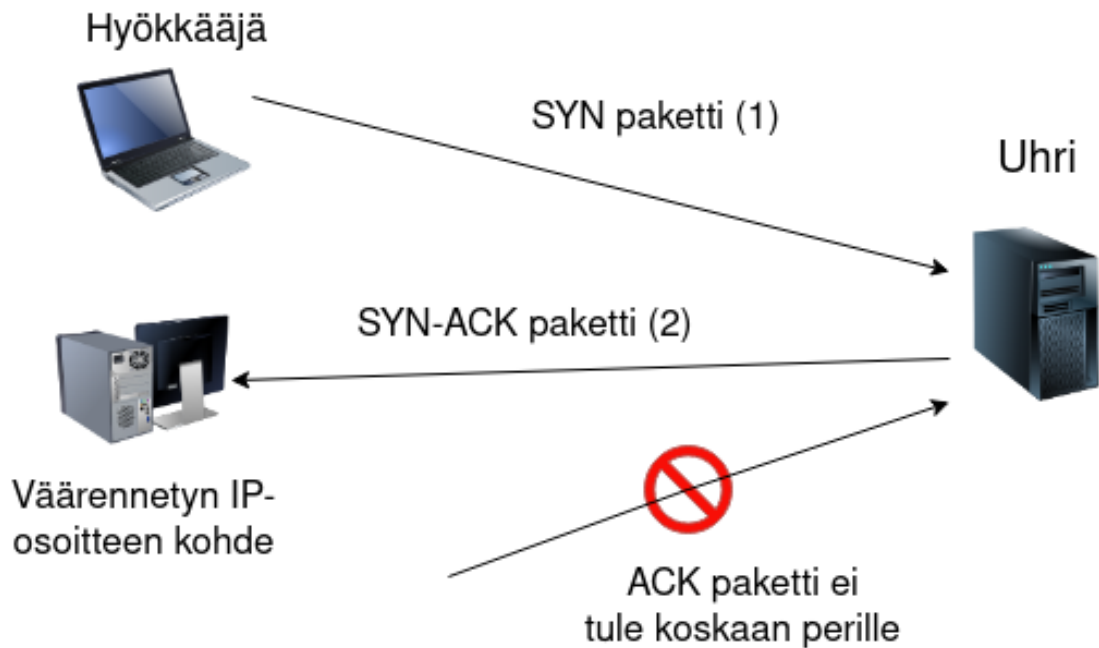 Hyökkääjä
SYN paketti (1)
Uhri
SYN-ACK paketti (2)
Väärennetyn IP-
osoitteen kohde
ACK paketti ei
tule koskaan perille